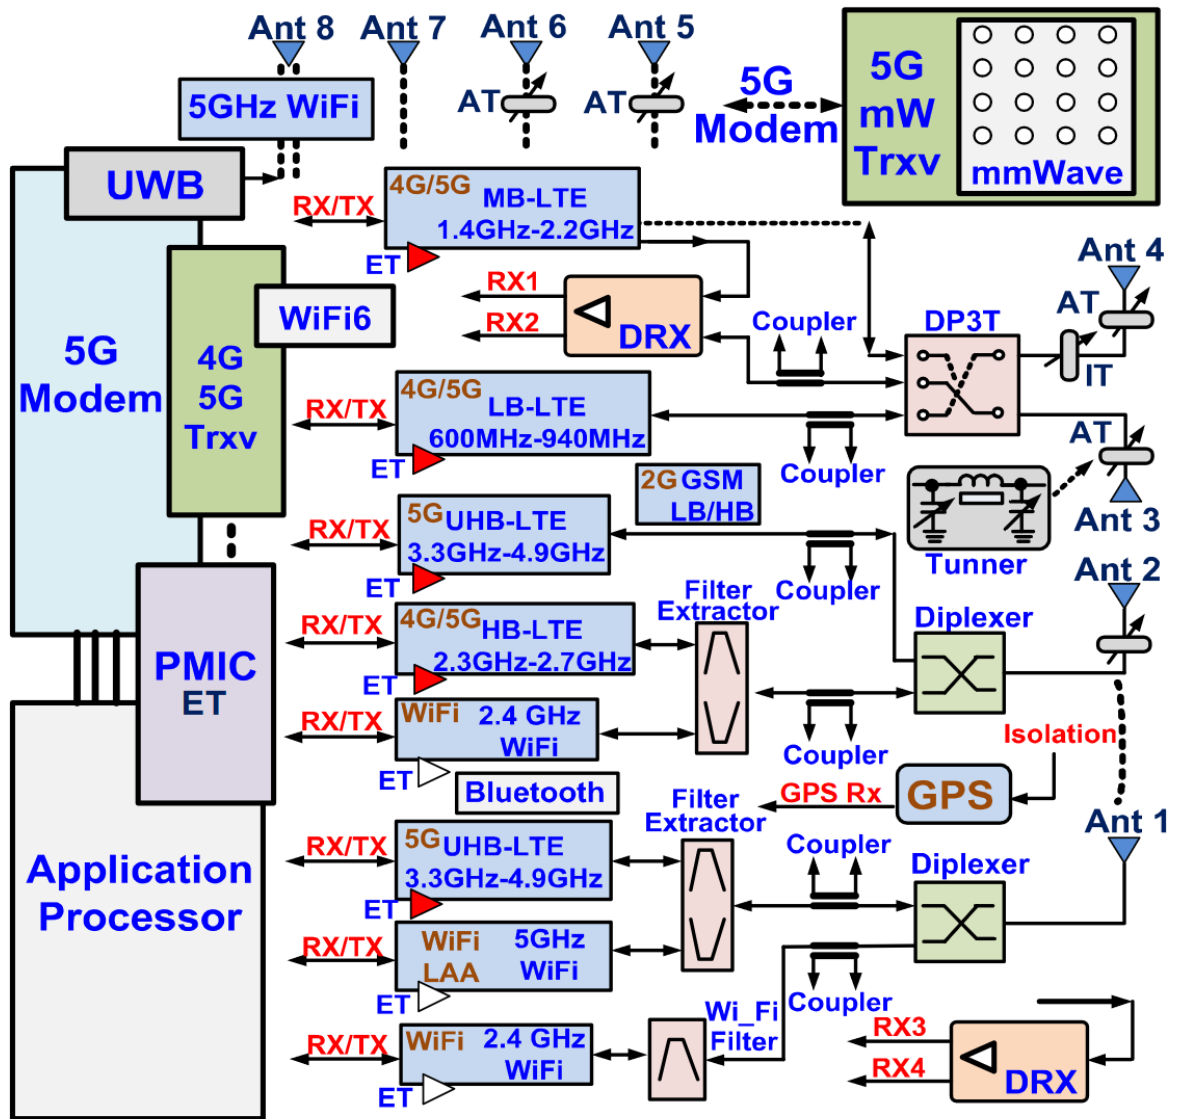 Ant 8
Ant 7
Ant 6
Ant 5
5GHz WiFi
AT
AT
5G
Modem
5G
mW
Trxv
mmWave
UWB
RX/TX
4G/5G
MB-LTE
1.4GHz-2.2GHz
ET
5G
Modem
4G
5G
Trxv
WiFi6
RX1
RX2
DRX
Coupler
DP3T
Ant 4
AT
IT
RX/TX
4G/5G
LB-LTE
600MHz-940MHz
ET
Coupler
AT
Ant 3
2G GSM
LB/HB
Tunner
RX/TX
5G UHB-LTE
3.3GHz-4.9GHz
ET
Coupler
Ant 2
Filter
Extractor
Diplexer
RX/TX
4G/5G
HB-LTE
2.3GHz-2.7GHz
ET
PMIC
ET
RX/TX
WiFi
2.4 GHz
WiFi
ET
Coupler
Isolation
Bluetooth
GPS Rx
GPS
Ant 1
Filter
Extractor
Coupler
Diplexer
RX/TX
5G UHB-LTE
3.3GHz-4.9GHz
ET
Application
Processor
RX/TX
WiFi
LAA
5GHz
WiFi
ET
Coupler
Wi_Fi
Filter
RX/TX
WiFi
2.4 GHz
WiFi
ET
RX3
RX4
DRX